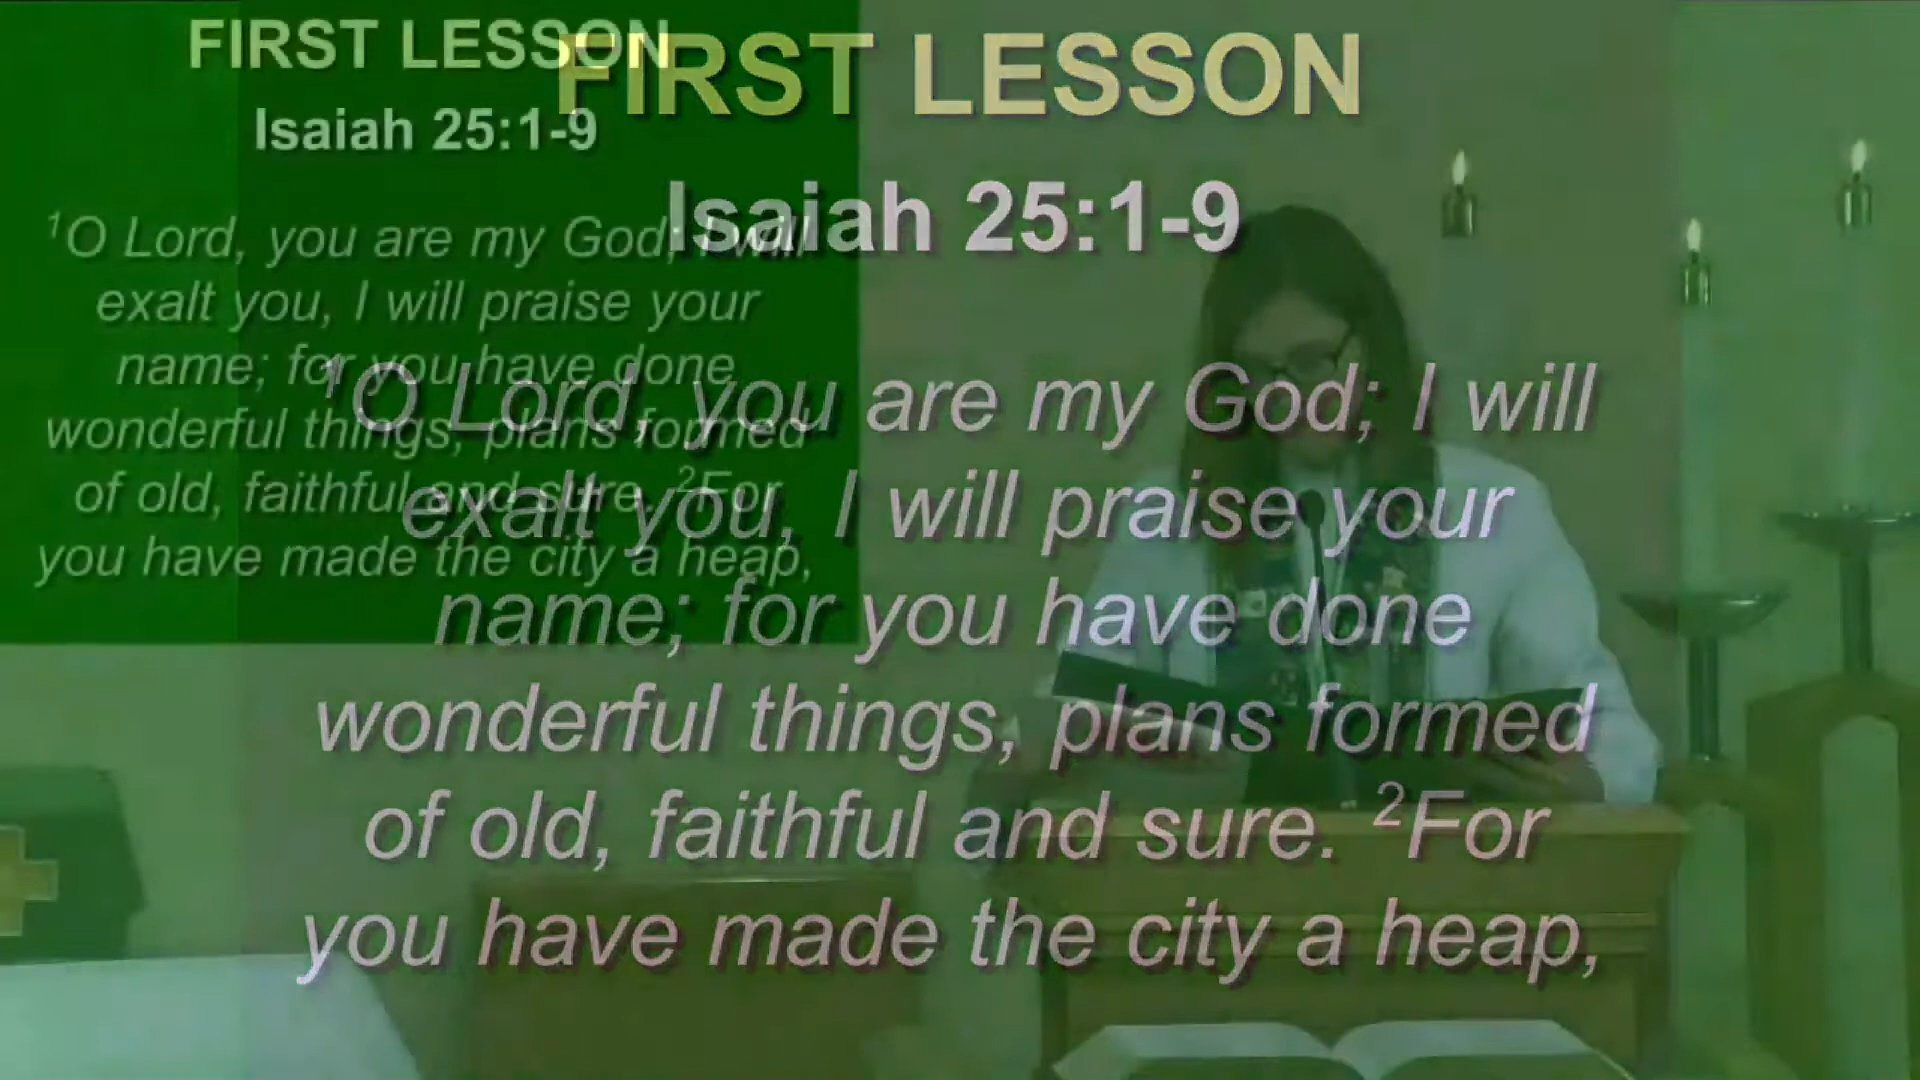 FIRST LESSON
Isaiah 25:1-9
1O Lord, you are my God; I will
exalt you, I will praise your
name; for you have done
wonderful things, plans formed
of old, faithful and sure. 2For
you have made the city a heap,
FIRST LESSON
Isaiah 25:1-9
1O Lord, you are my God; I will
exalt you, I will praise your
name; for you have done
wonderful things, plans formed
of old, faithful and sure. 2For
you have made the city a heap,